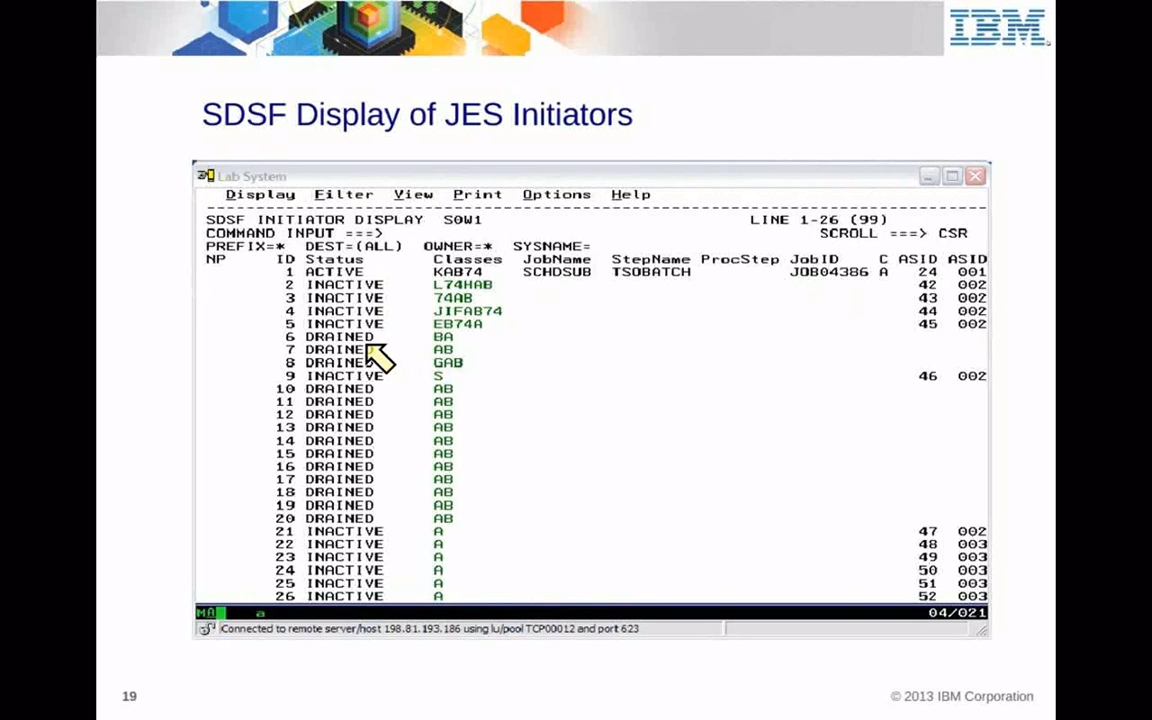 IBM
SDSF Display of JES Initiators
Lab System
Display Filter View Print Options Help
SDSF INITIATOR DISPLAY S0W1 LINE 1-26 (99)
COMMAND INPUT ===> SCROLL ===> CSR
PREFIX=* DEST=(ALL) OWNER=* SYSNAME=
NP ID Status Classes JobName StepName ProcStep JobID C ASID ASID
1 ACTIVE KAB74 SCHDSUB TSOBATCH JOB04386 A 24 001
2 INACTIVE L74HAB 42 002
3 INACTIVE 74AB 43 002
4 INACTIVE JIFAB74 44 002
5 INACTIVE EB74A 45 002
6 DRAINED BA
7 DRAINED AB
8 DRAINED GAB
9 INACTIVE S 46 002
10 DRAINED AB
11 DRAINED AB
12 DRAINED AB
13 DRAINED AB
14 DRAINED AB
15 DRAINED AB
16 DRAINED AB
17 DRAINED AB
18 DRAINED AB
19 DRAINED AB
20 DRAINED AB
21 INACTIVE A 47 002
22 INACTIVE A 48 003
23 INACTIVE A 49 003
24 INACTIVE A 50 003
25 INACTIVE A 51 003
26 INACTIVE A 52 003
MA a 04/021
Connected to remote server/host 198.81.193.186 using lu/pool TCP00012 and port 623
19 © 2013 IBM Corporation